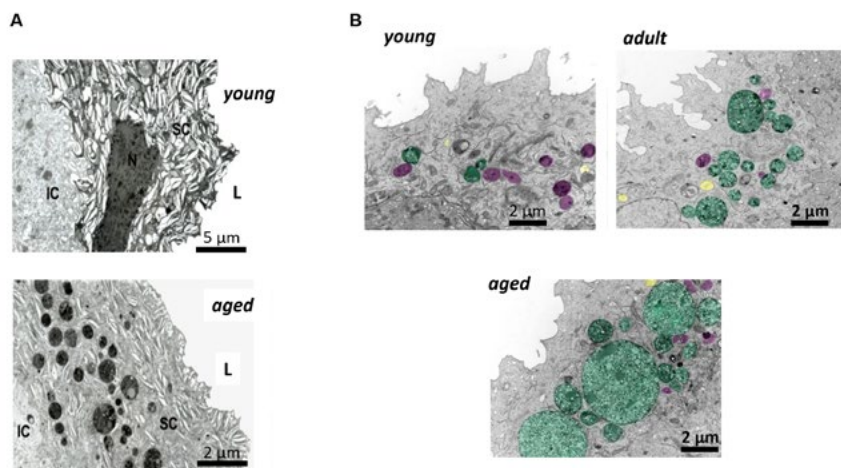 A
young
SC
N
IC
L
5 µm
aged
L
IC
SC
2 µm
B
young
2 µm
adult
2 µm
aged
2 µm